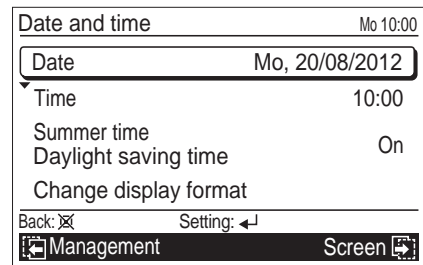 Date and time Mo 10:00
Date Mo, 20/08/2012
Time 10:00
Summer time
Daylight saving time On
Change display format
Back: Setting:
Management Screen